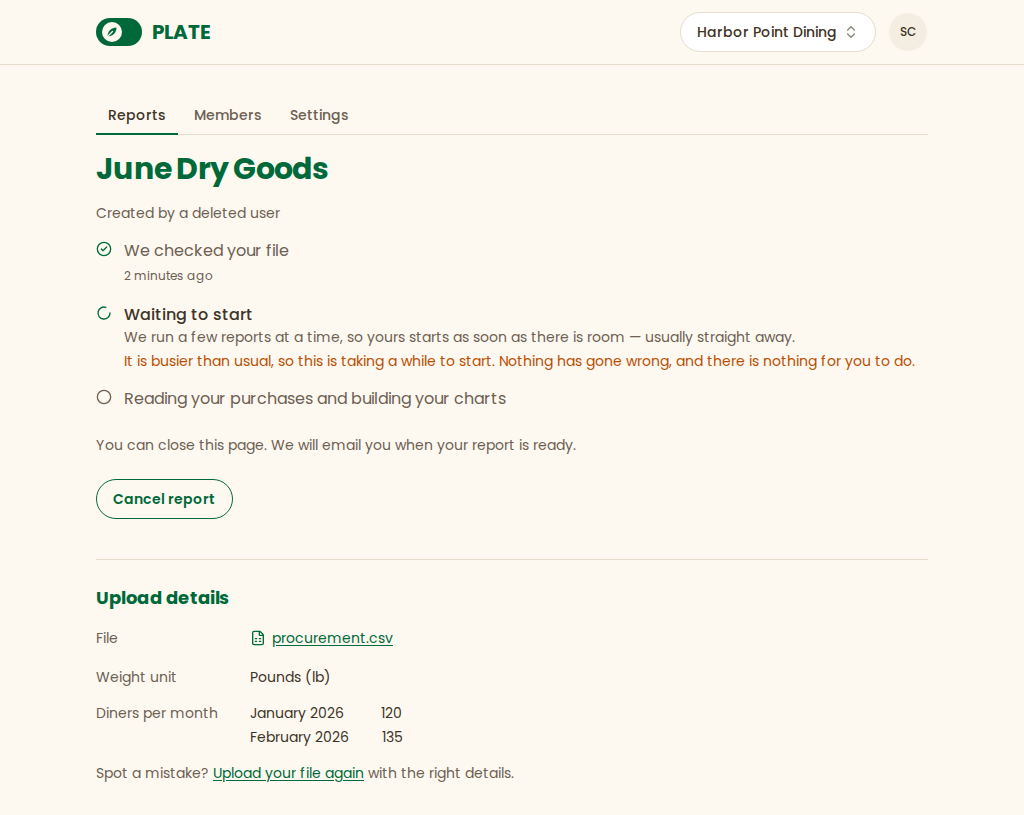 PLATE
Harbor Point Dining
SC
Reports
Members
Settings
June Dry Goods
Created by a deleted user
We checked your file
2 minutes ago
Waiting to start
We run a few reports at a time, so yours starts as soon as there is room — usually straight away.
It is busier than usual, so this is taking a while to start. Nothing has gone wrong, and there is nothing for you to do.
Reading your purchases and building your charts
You can close this page. We will email you when your report is ready.
Cancel report
Upload details
File procurement.csv
Weight unit Pounds (lb)
Diners per month January 2026 120
February 2026 135
Spot a mistake? Upload your file again with the right details.